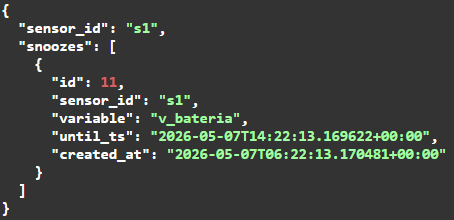 {
  "sensor_id": "s1",
  "snoozes": [
    {
      "id": 11,
      "sensor_id": "s1",
      "variable": "v_bateria",
      "until_ts": "2026-05-07T14:22:13.169622+00:00",
      "created_at": "2026-05-07T06:22:13.170481+00:00"
    }
  ]
}